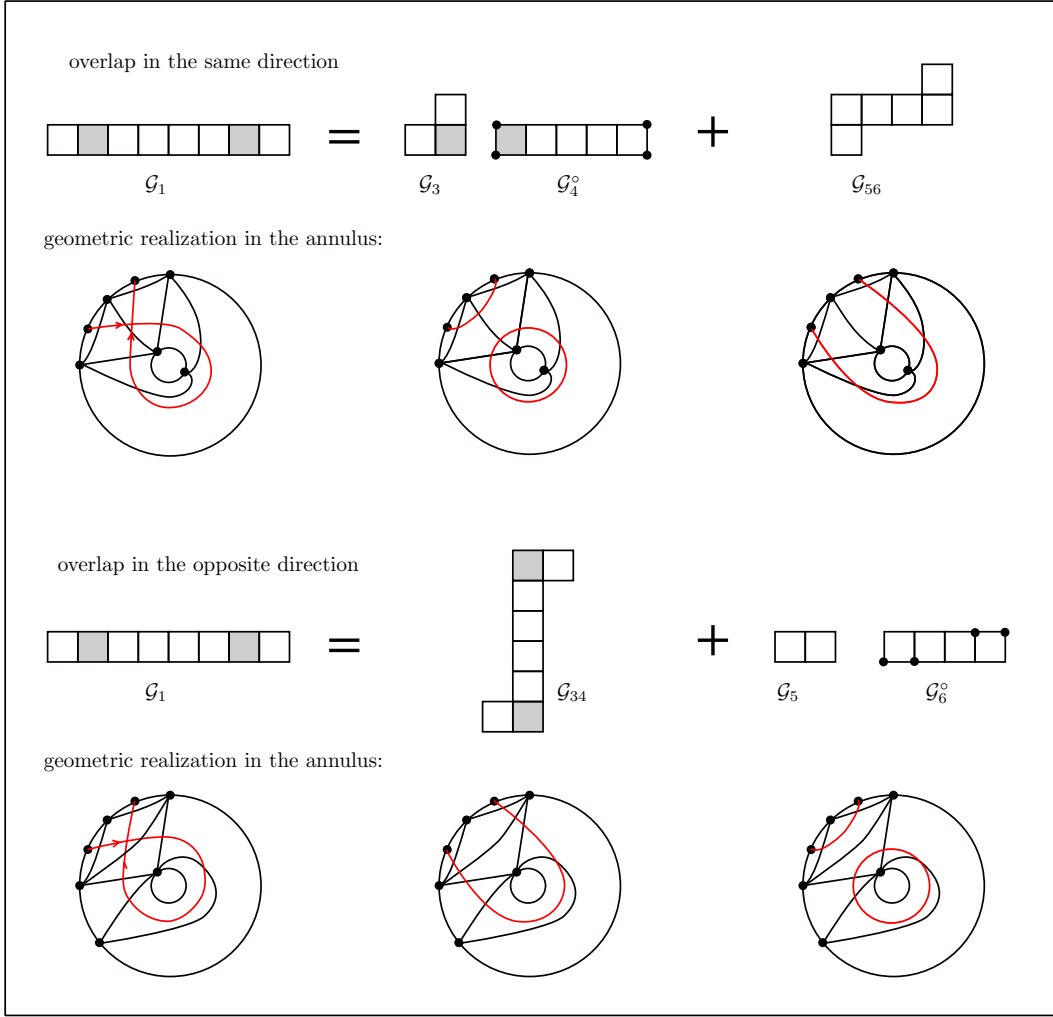 overlap in the same direction
= +
𝒢₁ 𝒢₃ 𝒢₄° 𝒢₅₆
geometric realization in the annulus:
overlap in the opposite direction
= +
𝒢₁ 𝒢₃₄ 𝒢₅ 𝒢₆°
geometric realization in the annulus: